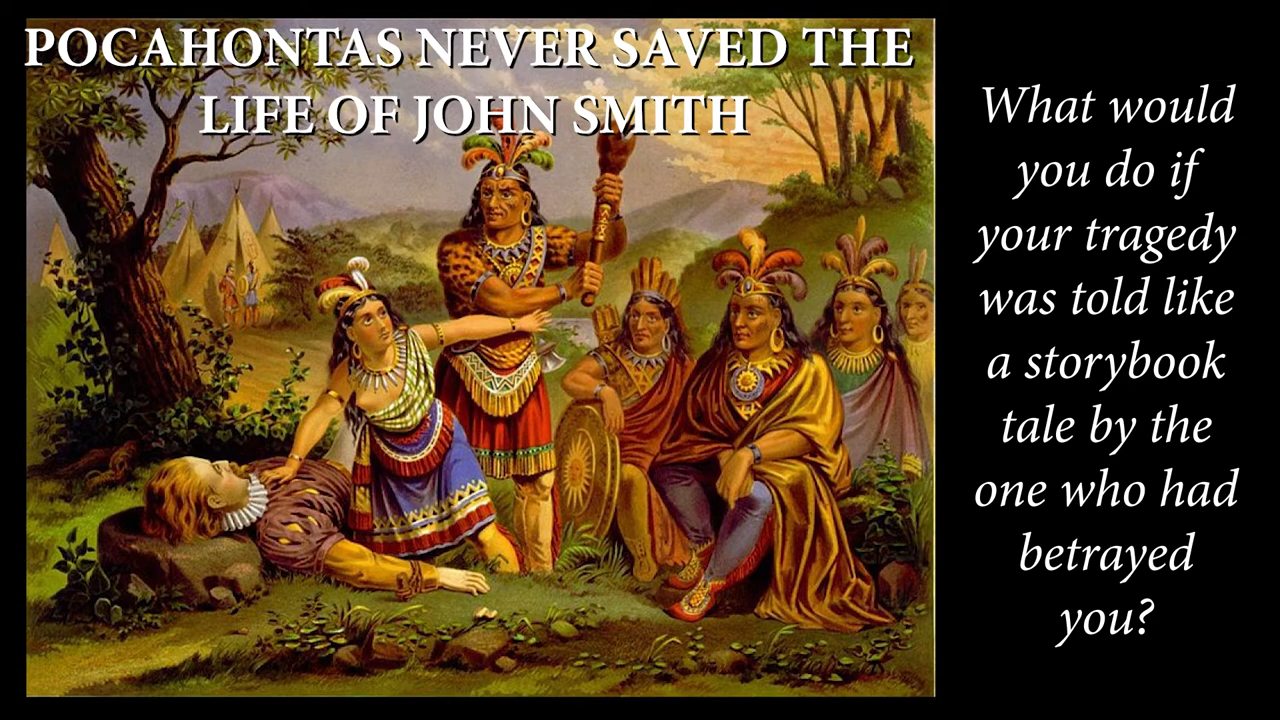 POCAHONTAS NEVER SAVED THE
LIFE OF JOHN SMITH
What would
you do if
your tragedy
was told like
a storybook
tale by the
one who had
betrayed
you?